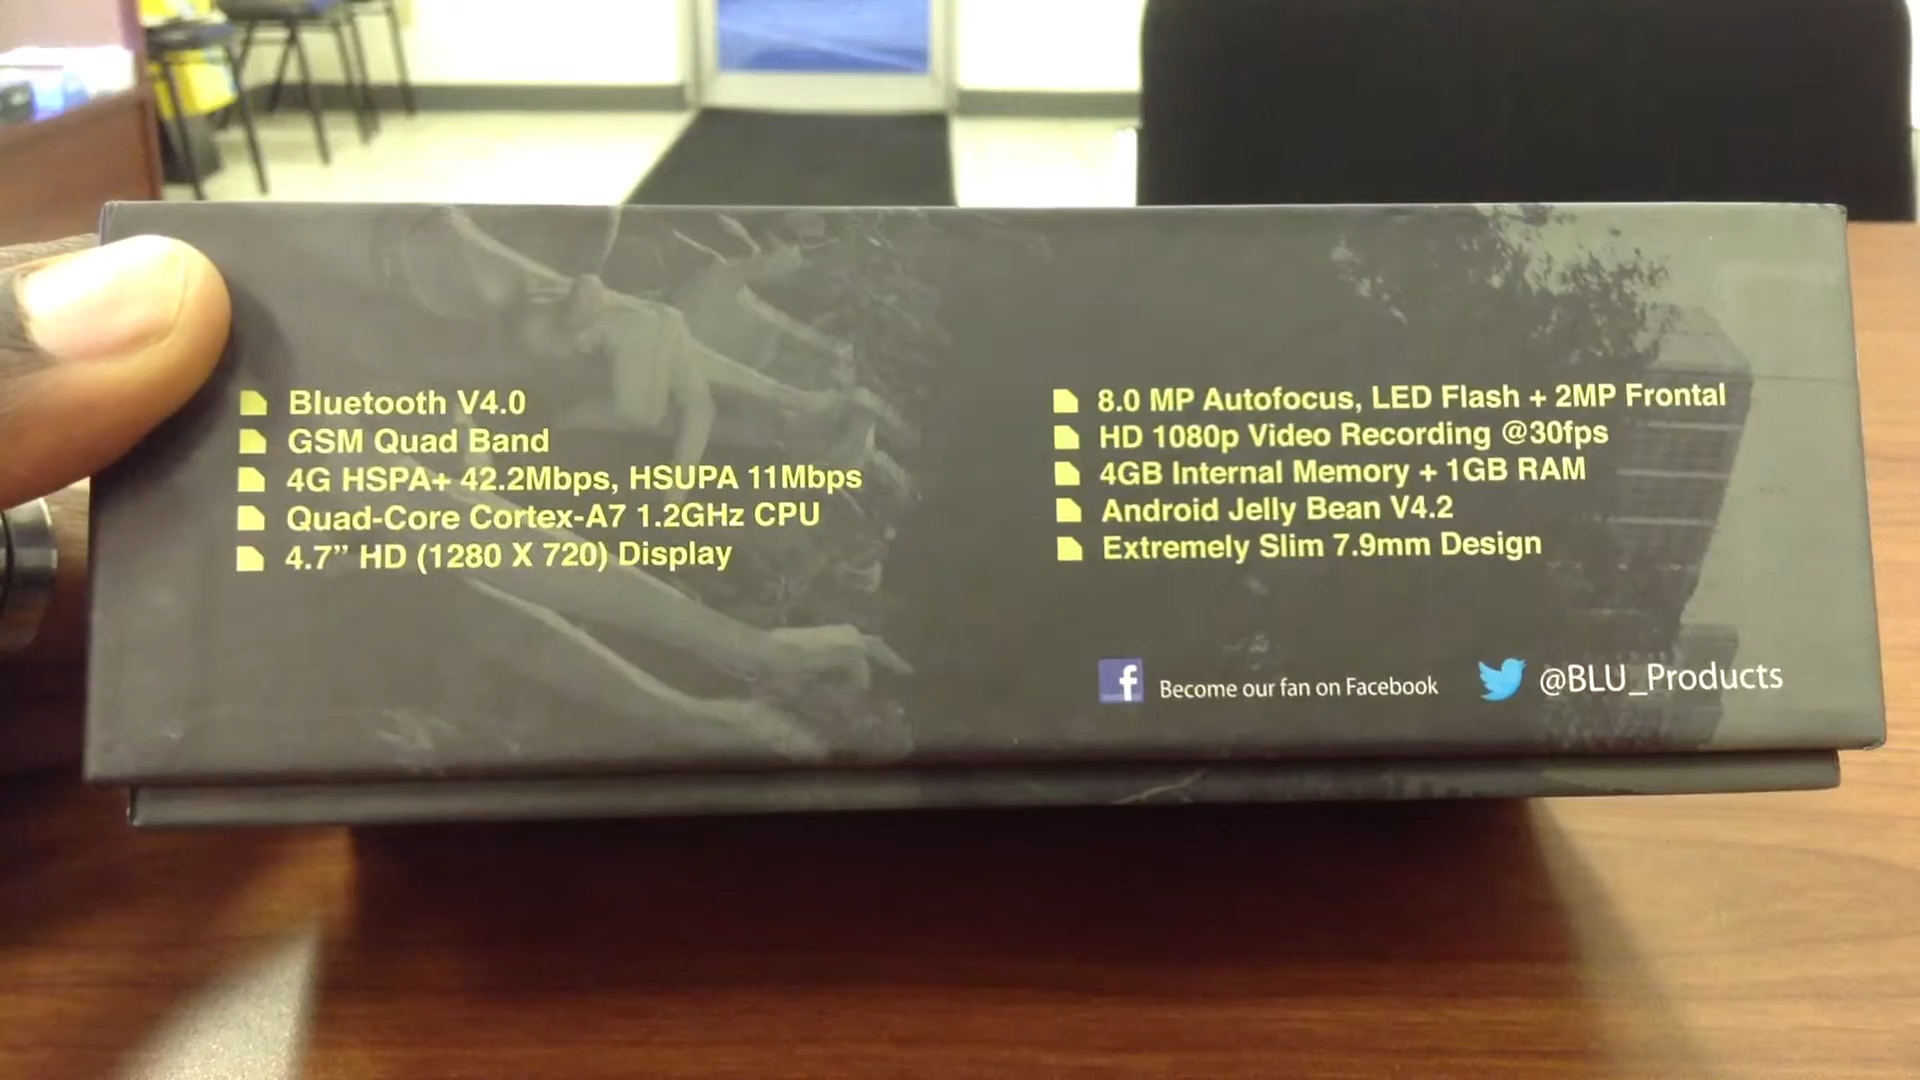 Bluetooth V4.0
GSM Quad Band
4G HSPA+ 42.2Mbps, HSUPA 11Mbps
Quad-Core Cortex-A7 1.2GHz CPU
4.7” HD (1280 X 720) Display
8.0 MP Autofocus, LED Flash + 2MP Frontal
HD 1080p Video Recording @30fps
4GB Internal Memory + 1GB RAM
Android Jelly Bean V4.2
Extremely Slim 7.9mm Design
f Become our fan on Facebook @BLU_Products